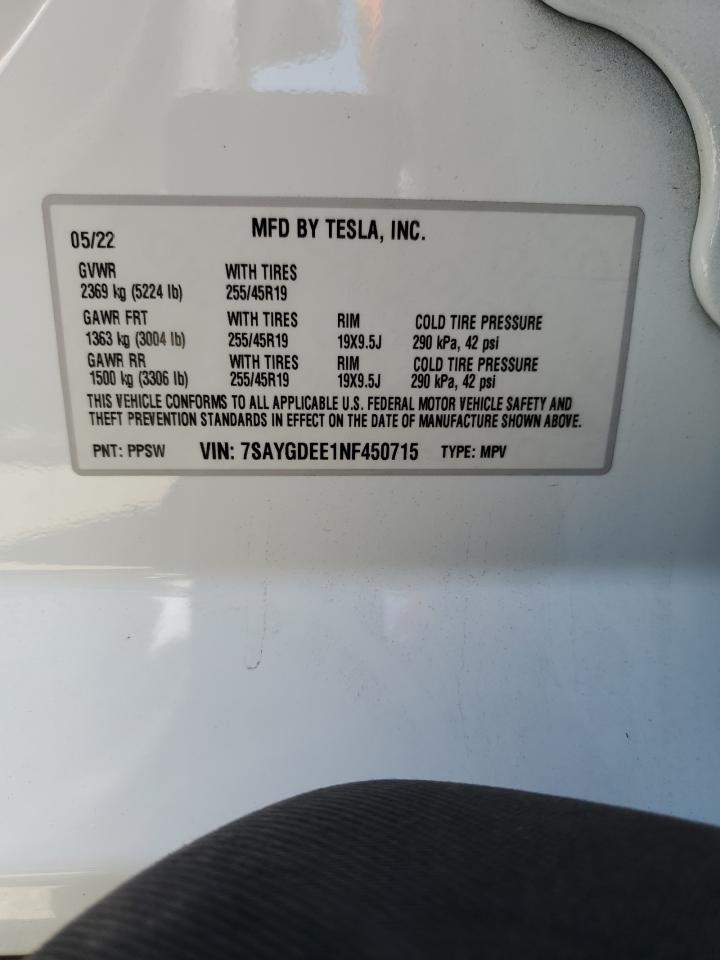 MFD BY TESLA, INC.
05/22
GVWR WITH TIRES
2369 kg (5224 lb) 255/45R19
GAWR FRT WITH TIRES RIM COLD TIRE PRESSURE
1363 kg (3004 lb) 255/45R19 19X9.5J 290 kPa, 42 psi
GAWR RR WITH TIRES RIM COLD TIRE PRESSURE
1500 kg (3306 lb) 255/45R19 19X9.5J 290 kPa, 42 psi
THIS VEHICLE CONFORMS TO ALL APPLICABLE U.S. FEDERAL MOTOR VEHICLE SAFETY AND
THEFT PREVENTION STANDARDS IN EFFECT ON THE DATE OF MANUFACTURE SHOWN ABOVE.
PNT: PPSW VIN: 7SAYGDEE1NF450715 TYPE: MPV